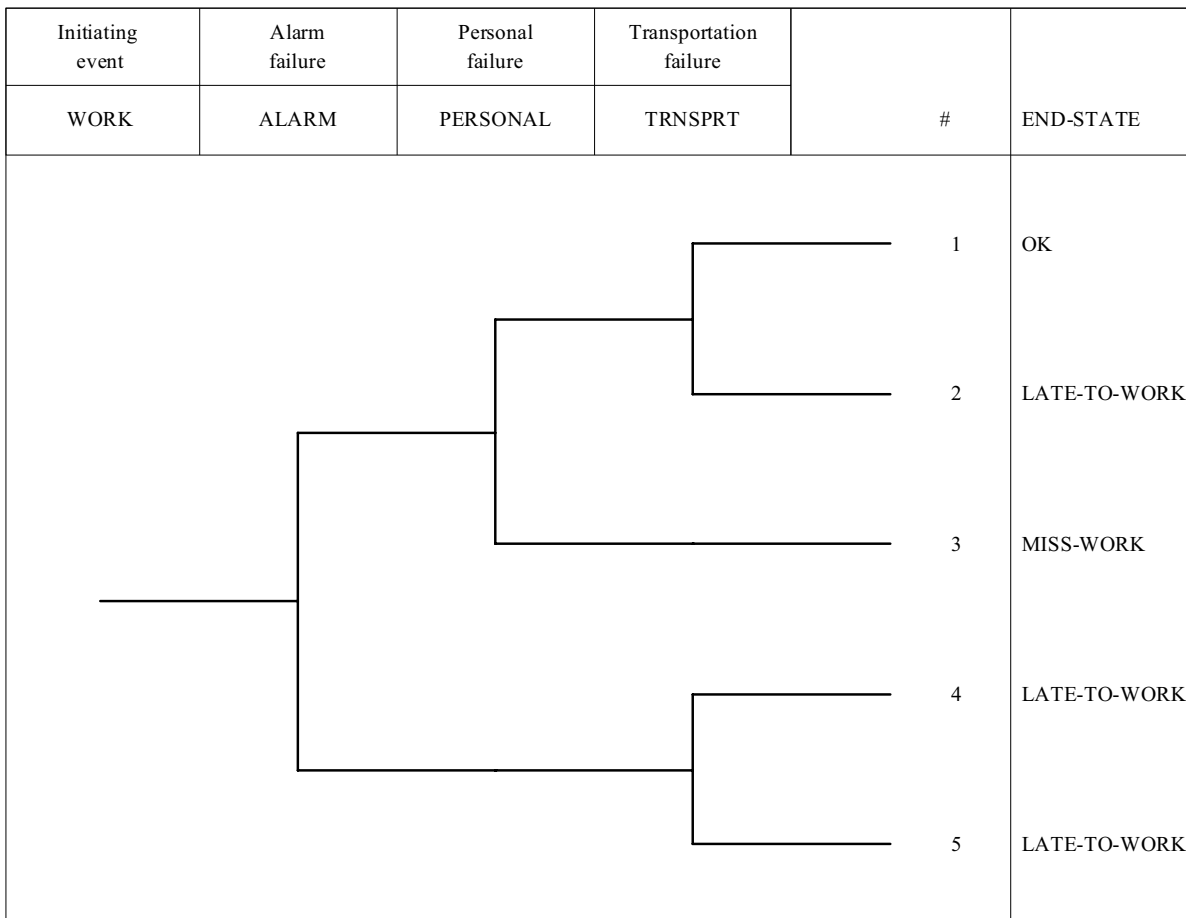 Initiating
event
Alarm
failure
Personal
failure
Transportation
failure
WORK
ALARM
PERSONAL
TRNSPRT
#
END-STATE
1
OK
2
LATE-TO-WORK
3
MISS-WORK
4
LATE-TO-WORK
5
LATE-TO-WORK